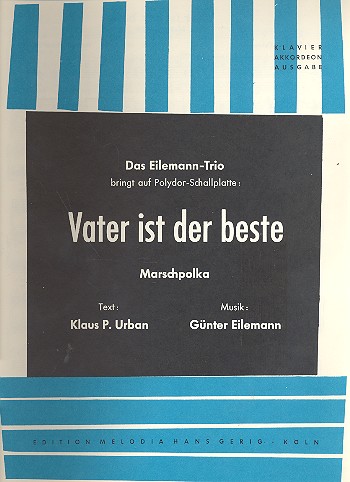 KLAVIER
AKKORDEON
AUSGABE
Das Eilemann-Trio
bringt auf Polydor-Schallplatte:
Vater ist der beste
Marschpolka
Text: Musik:
Klaus P. Urban Günter Eilemann
EDITION MELODIA HANS GERIG - KÖLN